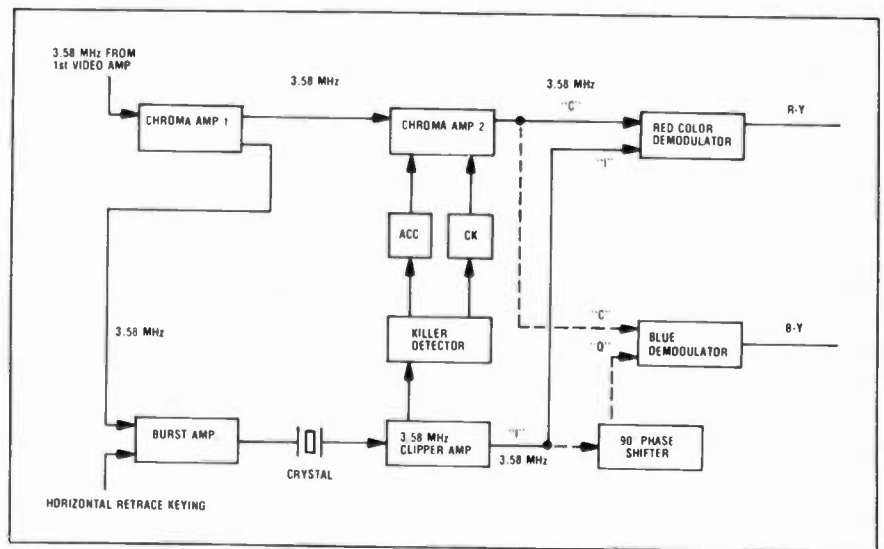 3.58 MHz FROM
1st VIDEO AMP
3.58 MHz
3.58 MHz
CHROMA AMP 1
CHROMA AMP 2
"C"
RED COLOR
DEMODULATOR
R-Y
"I"
ACC
CK
3.58 MHz
KILLER
DETECTOR
"C"
"Q"
BLUE
DEMODULATOR
B-Y
BURST AMP
CRYSTAL
3.58 MHz
CLIPPER AMP
"I"
3.58 MHz
90 PHASE
SHIFTER
HORIZONTAL RETRACE KEYING